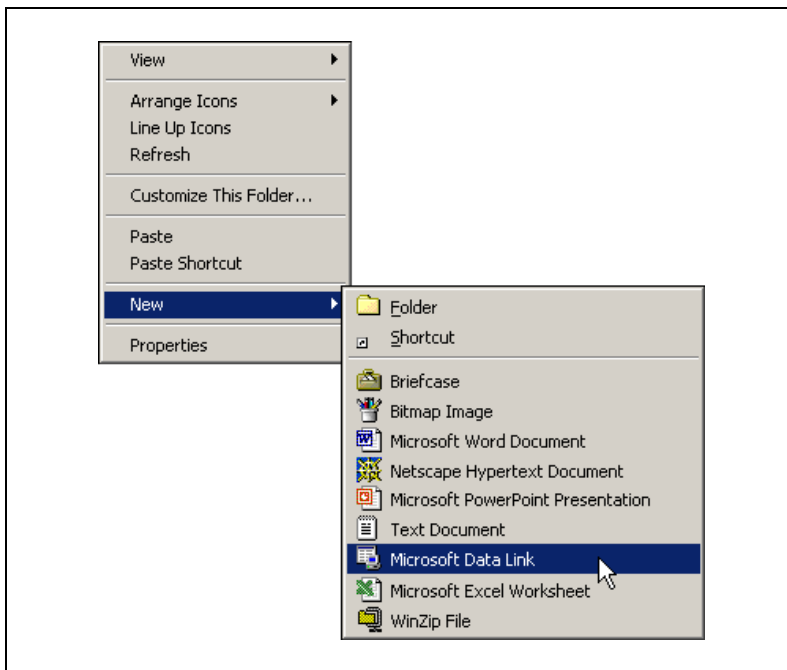 View
Arrange Icons
Line Up Icons
Refresh
Customize This Folder...
Paste
Paste Shortcut
New
Properties
Folder
Shortcut
Briefcase
Bitmap Image
Microsoft Word Document
Netscape Hypertext Document
Microsoft PowerPoint Presentation
Text Document
Microsoft Data Link
Microsoft Excel Worksheet
WinZip File